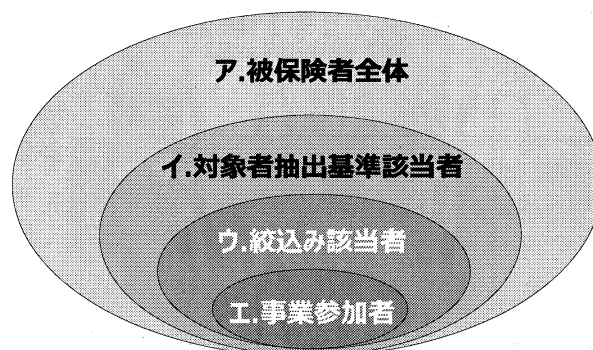 ア.被保険者全体
イ.対象者抽出基準該当者
ウ.絞込み該当者
エ.事業参加者